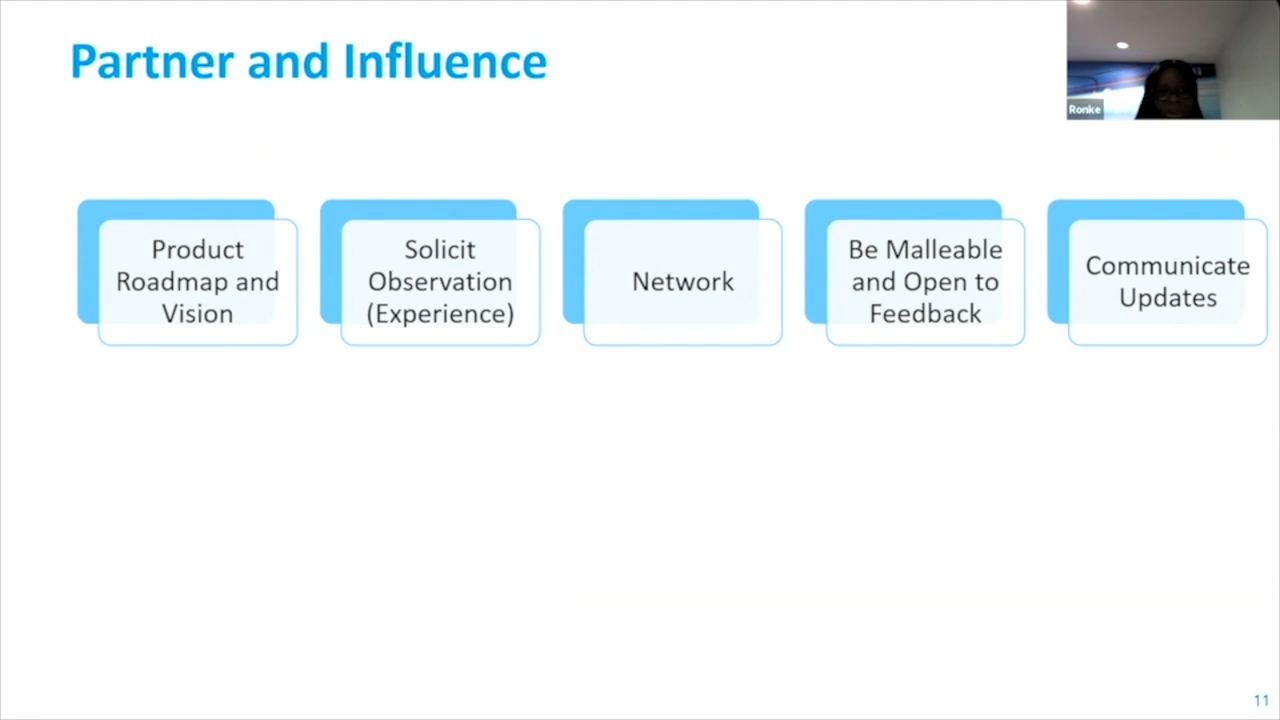 Partner and Influence
Ronke
Product
Roadmap and
Vision
Solicit
Observation
(Experience)
Network
Be Malleable
and Open to
Feedback
Communicate
Updates
11